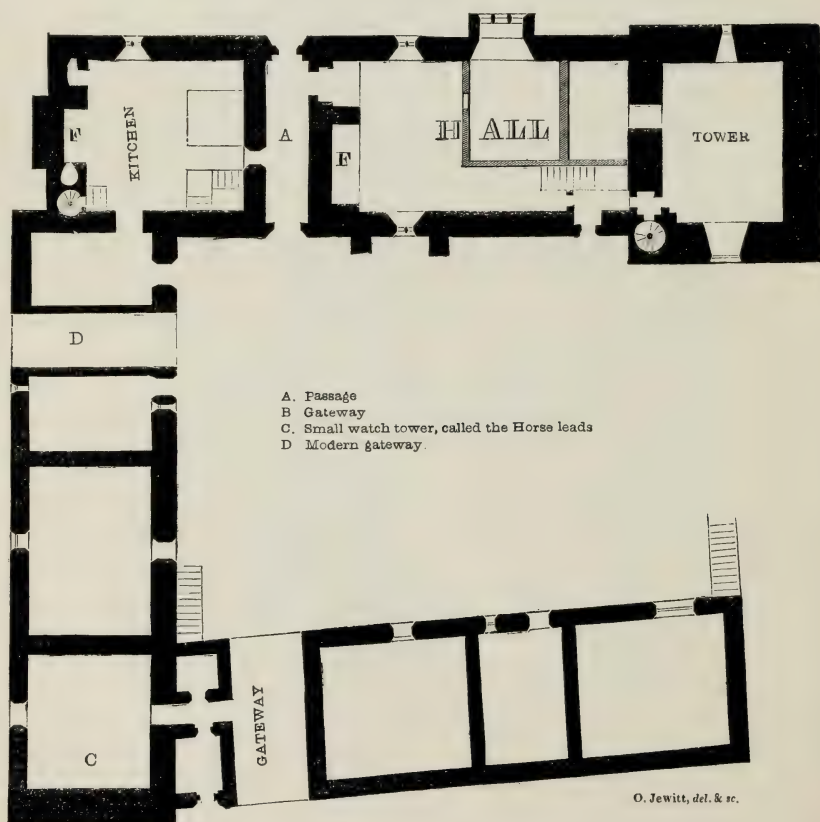 KITCHEN
F
A
F
HALL
TOWER
D
A. Passage
B Gateway
C. Small watch tower, called the Horse leads
D Modern gateway.
GATEWAY
C
O. Jewitt, del. & sc.